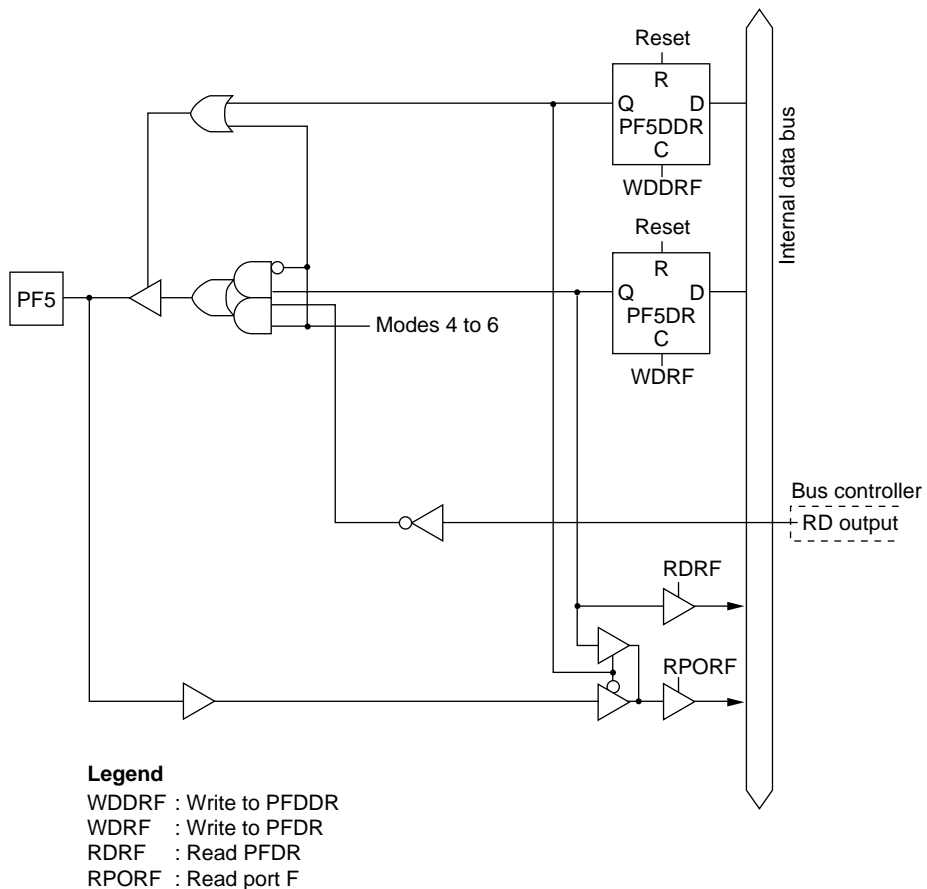 Reset
R
Q D
PF5DDR
C
WDDRF
Internal data bus
Reset
R
Q D
PF5DR
C
WDRF
PF5
Modes 4 to 6
Bus controller
RD output
RDRF
RPORF
Legend
WDDRF : Write to PFDDR
WDRF : Write to PFDR
RDRF : Read PFDR
RPORF : Read port F